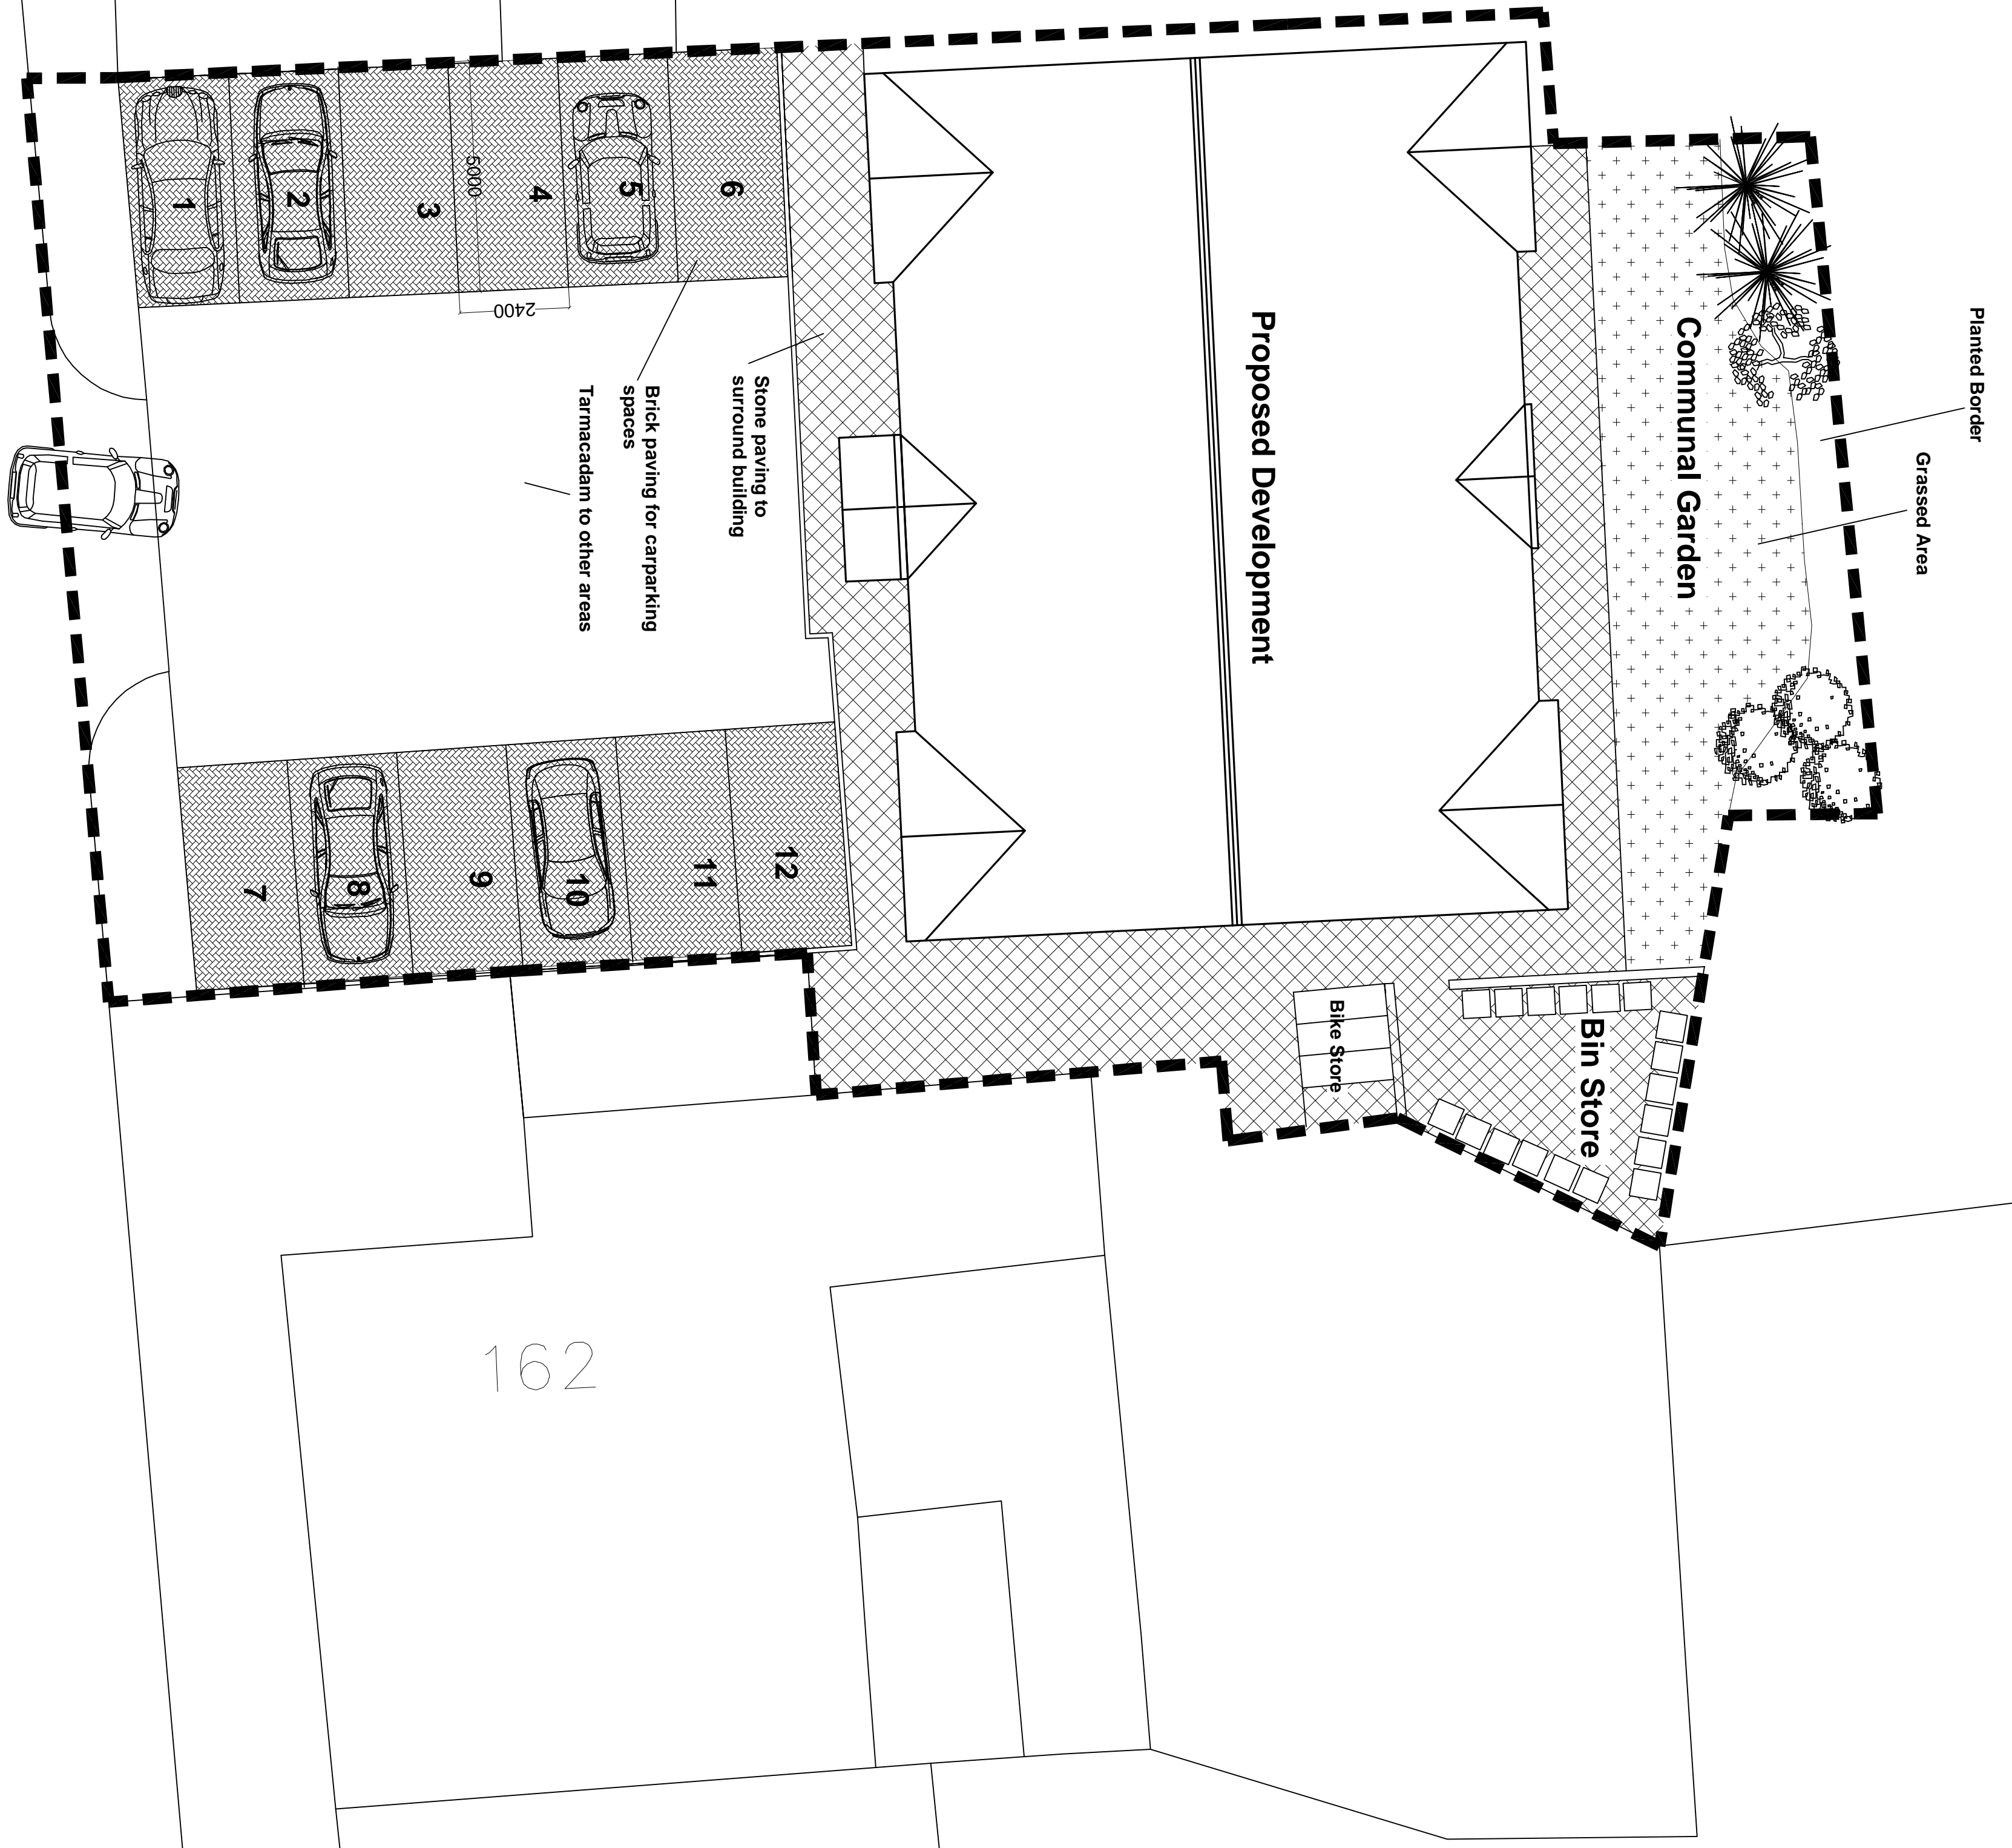 Planted Border
Grassed Area
Communal Garden
Proposed Development
Stone paving to
surround building
Brick paving for carparking
spaces
Tarmacadam to other areas
1
2
3
4
5
6
5000
2400
7
8
9
10
11
12
Bike Store
Bin Store
162